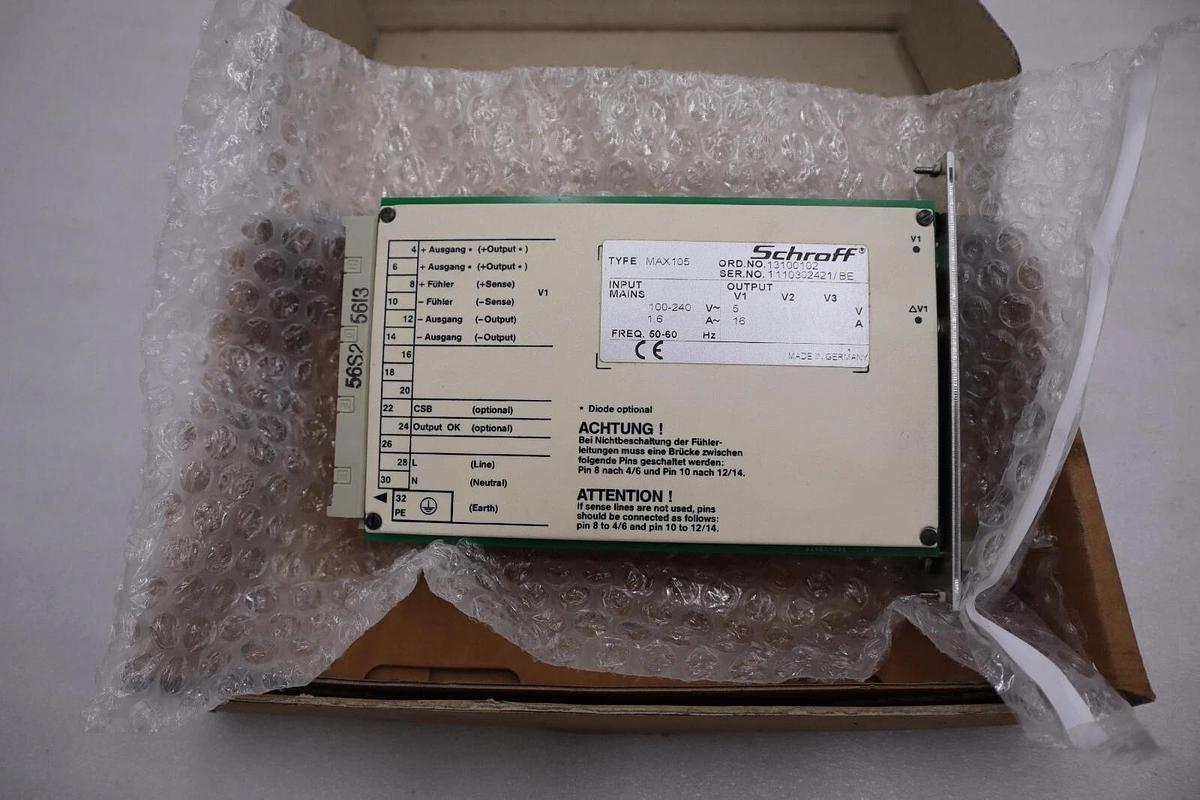 4 + Ausgang * (+Output * )
6 + Ausgang * (+Output * )
8 + Fühler (+Sense)
V1
10 – Fühler (–Sense)
12 – Ausgang (–Output)
14 – Ausgang (–Output)
16
18
20
22 CSB (optional)
24 Output OK (optional)
26
28 L (Line)
30 N (Neutral)
32
PE (Earth)
56S2 56I3
Schroff®
TYPE MAX105 ORD.NO.13100102
SER.NO. 1110302421/BE
INPUT OUTPUT
MAINS V1 V2 V3
100-240 V~ 5 V
1.6 A~ 16 A
FREQ. 50-60 Hz
CE MADE IN GERMANY
* Diode optional
ACHTUNG !
Bei Nichtbeschaltung der Fühler-
leitungen muss eine Brücke zwischen
folgende Pins geschaltet werden:
Pin 8 nach 4/6 und Pin 10 nach 12/14.
ATTENTION !
If sense lines are not used, pins
should be connected as follows:
pin 8 to 4/6 and pin 10 to 12/14.
V1
ΔV1